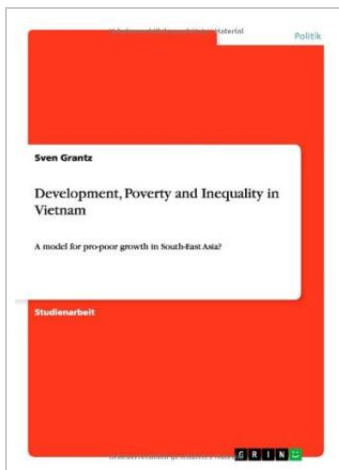 Politik
Sven Grantz
Development, Poverty and Inequality in
Vietnam
A model for pro-poor growth in South-East Asia?
Studienarbeit
GRIN